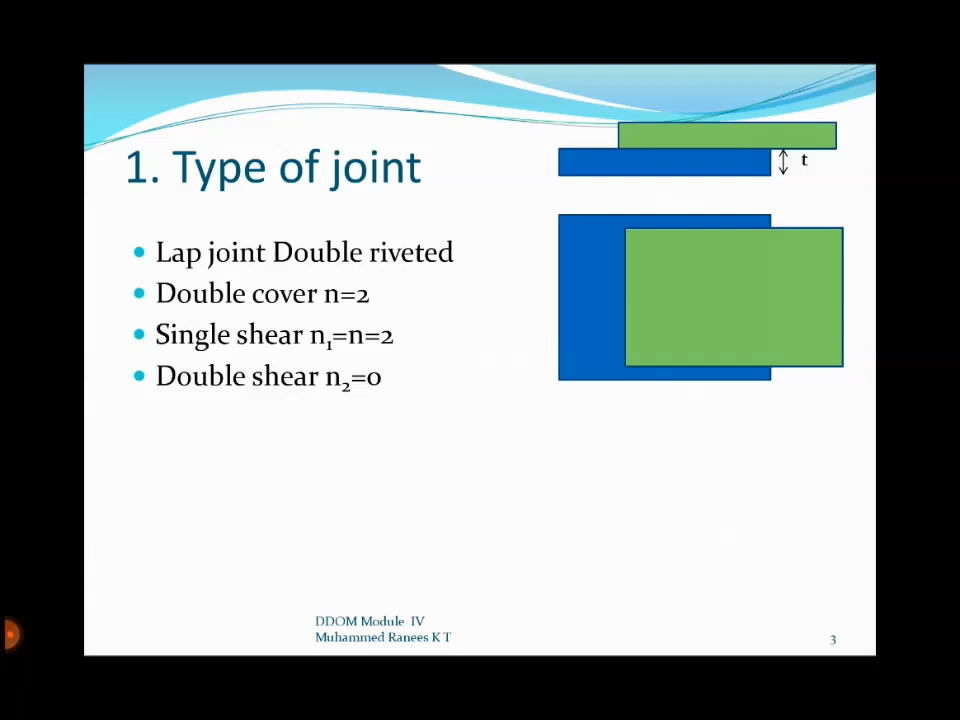 1. Type of joint
t
Lap joint Double riveted
Double cover n=2
Single shear n₁=n=2
Double shear n₂=0
DDOM Module IV
Muhammed Ranees K T
3